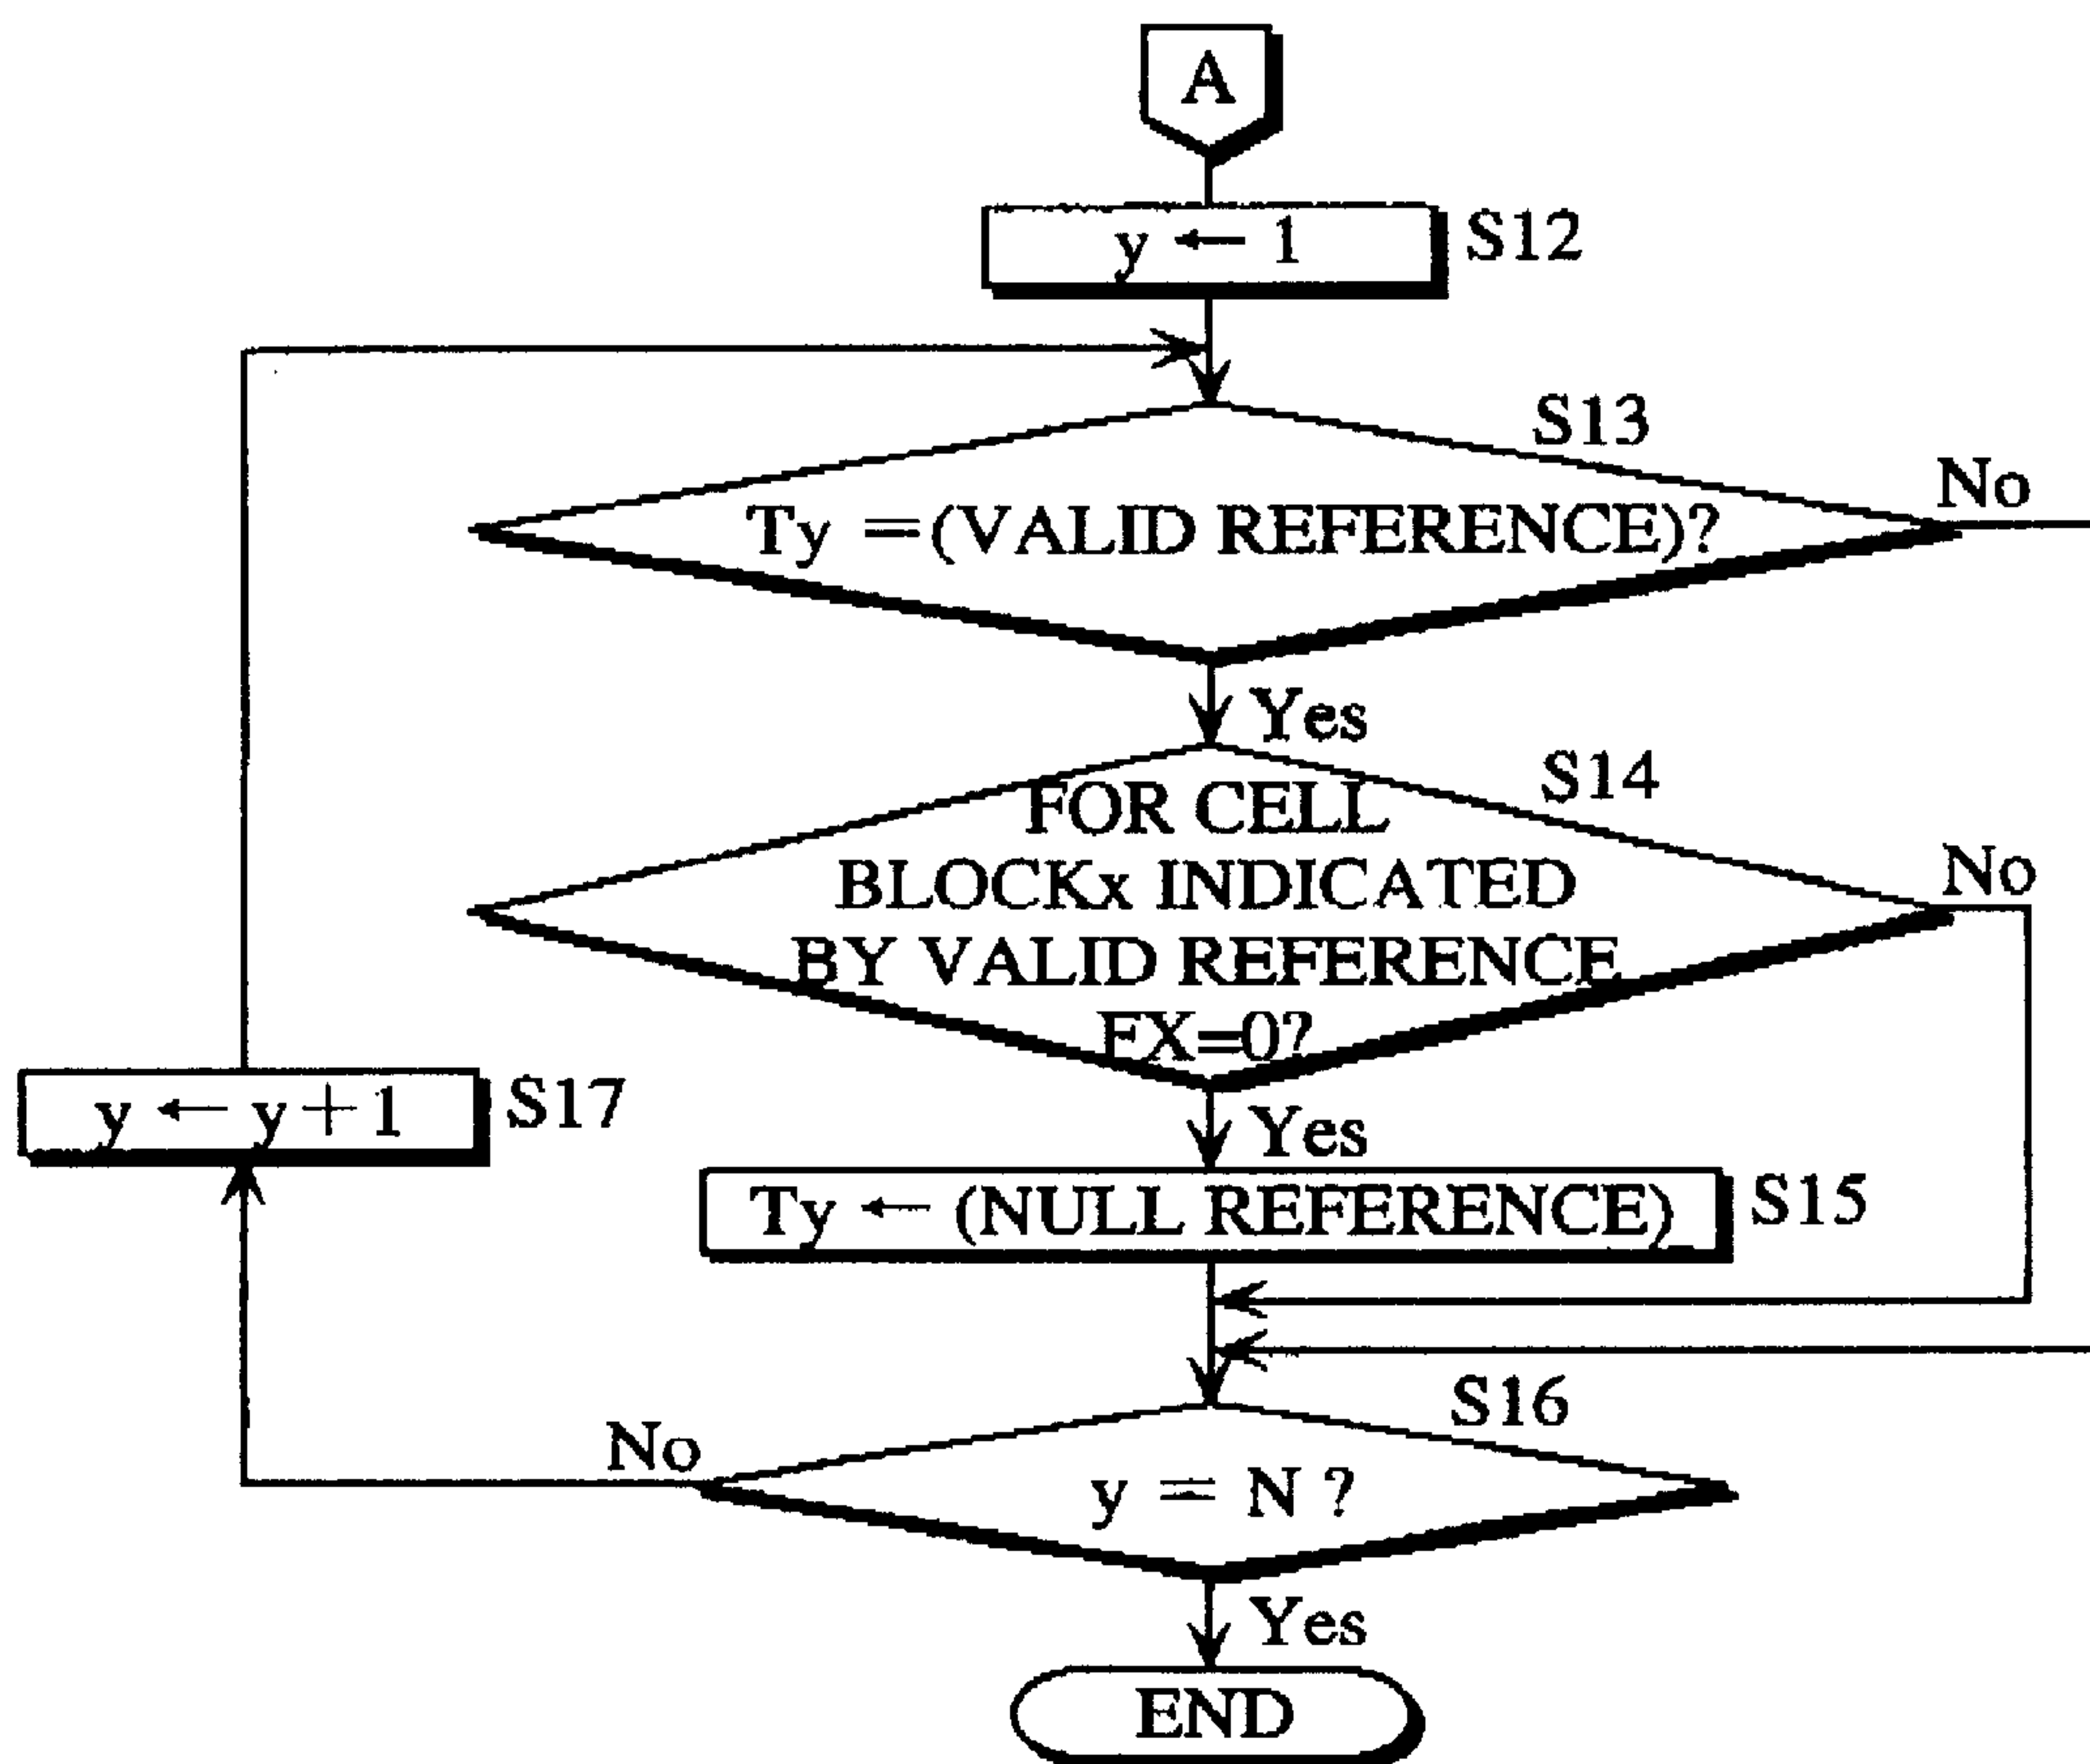 A
y ← 1
S12
S13
No
Ty =(VALID REFERENCE)?
Yes
S14
FOR CELL
BLOCKx INDICATED
BY VALID REFERENCE
FX=0?
No
Yes
y ← y + 1
S17
Ty ← (NULL REFERENCE)
S15
S16
No
y = N ?
Yes
END